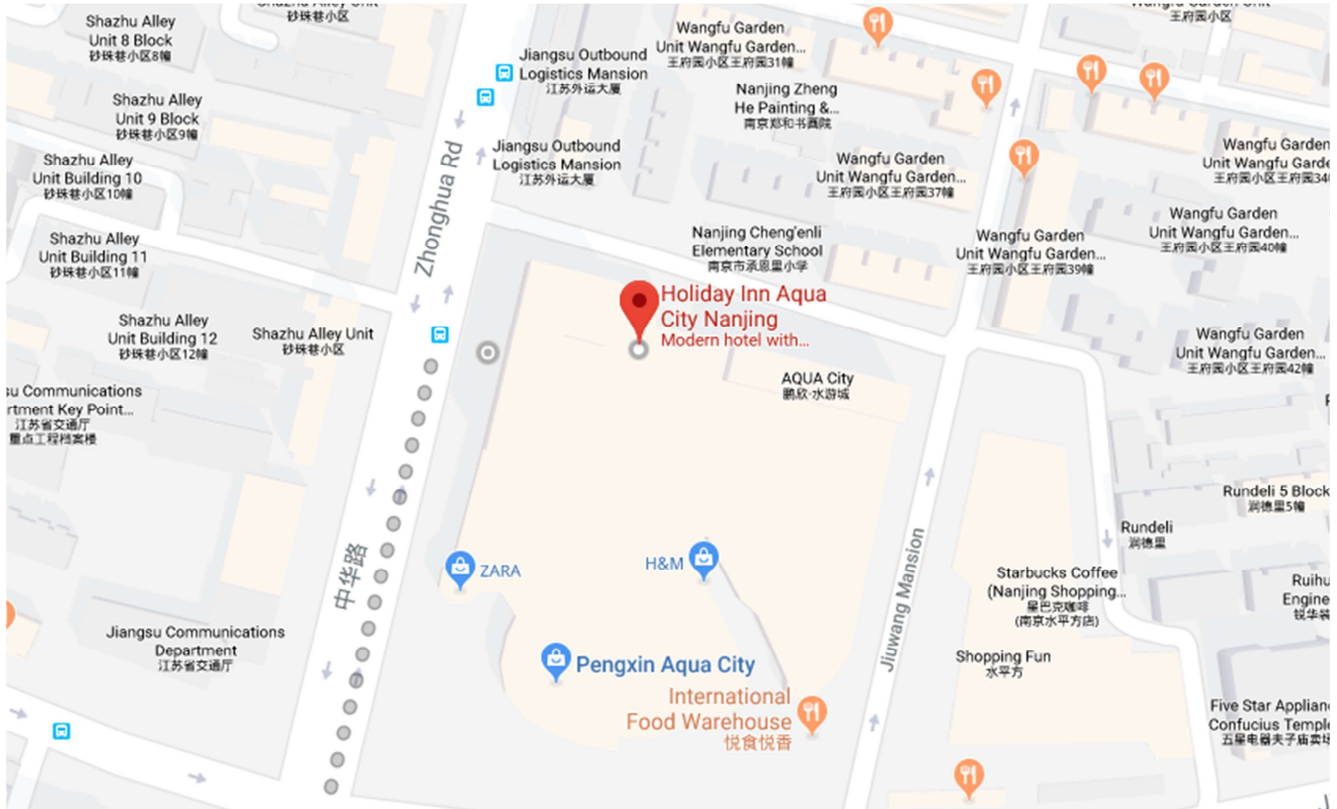 Shazhu Alley
Unit 8 Block
砂珠巷小区8幢
砂珠巷小区
Jiangsu Outbound
Logistics Mansion
江苏外运大厦
Wangfu Garden
Unit Wangfu Garden...
王府园小区王府园31幢
王府园小区
Shazhu Alley
Unit 9 Block
砂珠巷小区9幢
Nanjing Zheng
He Painting &...
南京郑和书画院
Shazhu Alley
Unit Building 10
砂珠巷小区10幢
Zhonghua Rd
Jiangsu Outbound
Logistics Mansion
江苏外运大厦
Wangfu Garden
Unit Wangfu Garden...
王府园小区王府园37幢
Wangfu Garden
Unit Wangfu Garde
王府园小区王府园34
Shazhu Alley
Unit Building 11
砂珠巷小区11幢
Nanjing Cheng'enli
Elementary School
南京市承恩里小学
Wangfu Garden
Unit Wangfu Garden...
王府园小区王府园39幢
Wangfu Garden
Unit Wangfu Garden...
王府园小区王府园40幢
Holiday Inn Aqua
City Nanjing
Modern hotel with...
Shazhu Alley
Unit Building 12
砂珠巷小区12幢
Shazhu Alley Unit
砂珠巷小区
AQUA City
鹏欣·水游城
Wangfu Garden
Unit Wangfu Garden...
王府园小区王府园42幢
su Communications
rtment Key Point...
江苏省交通厅
重点工程档案楼
Rundeli 5 Block
润德里5幢
Rundeli
润德里
中华路
ZARA
H&M
Jiuwang Mansion
Starbucks Coffee
(Nanjing Shopping...
星巴克咖啡
(南京水平方店)
Ruihu
Engine
锐华装
Jiangsu Communications
Department
江苏省交通厅
Pengxin Aqua City
Shopping Fun
水平方
International
Food Warehouse
悦食悦香
Five Star Applian
Confucius Temple
五星电器夫子庙卖场